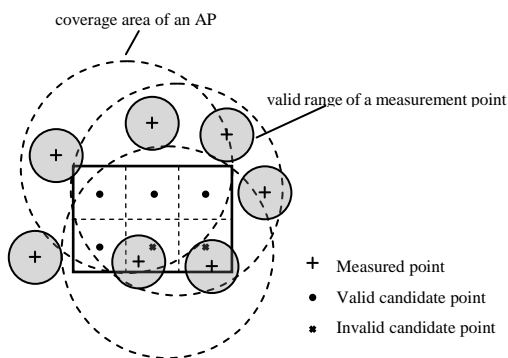 coverage area of an AP
valid range of a measurement point
Measured point
Valid candidate point
Invalid candidate point